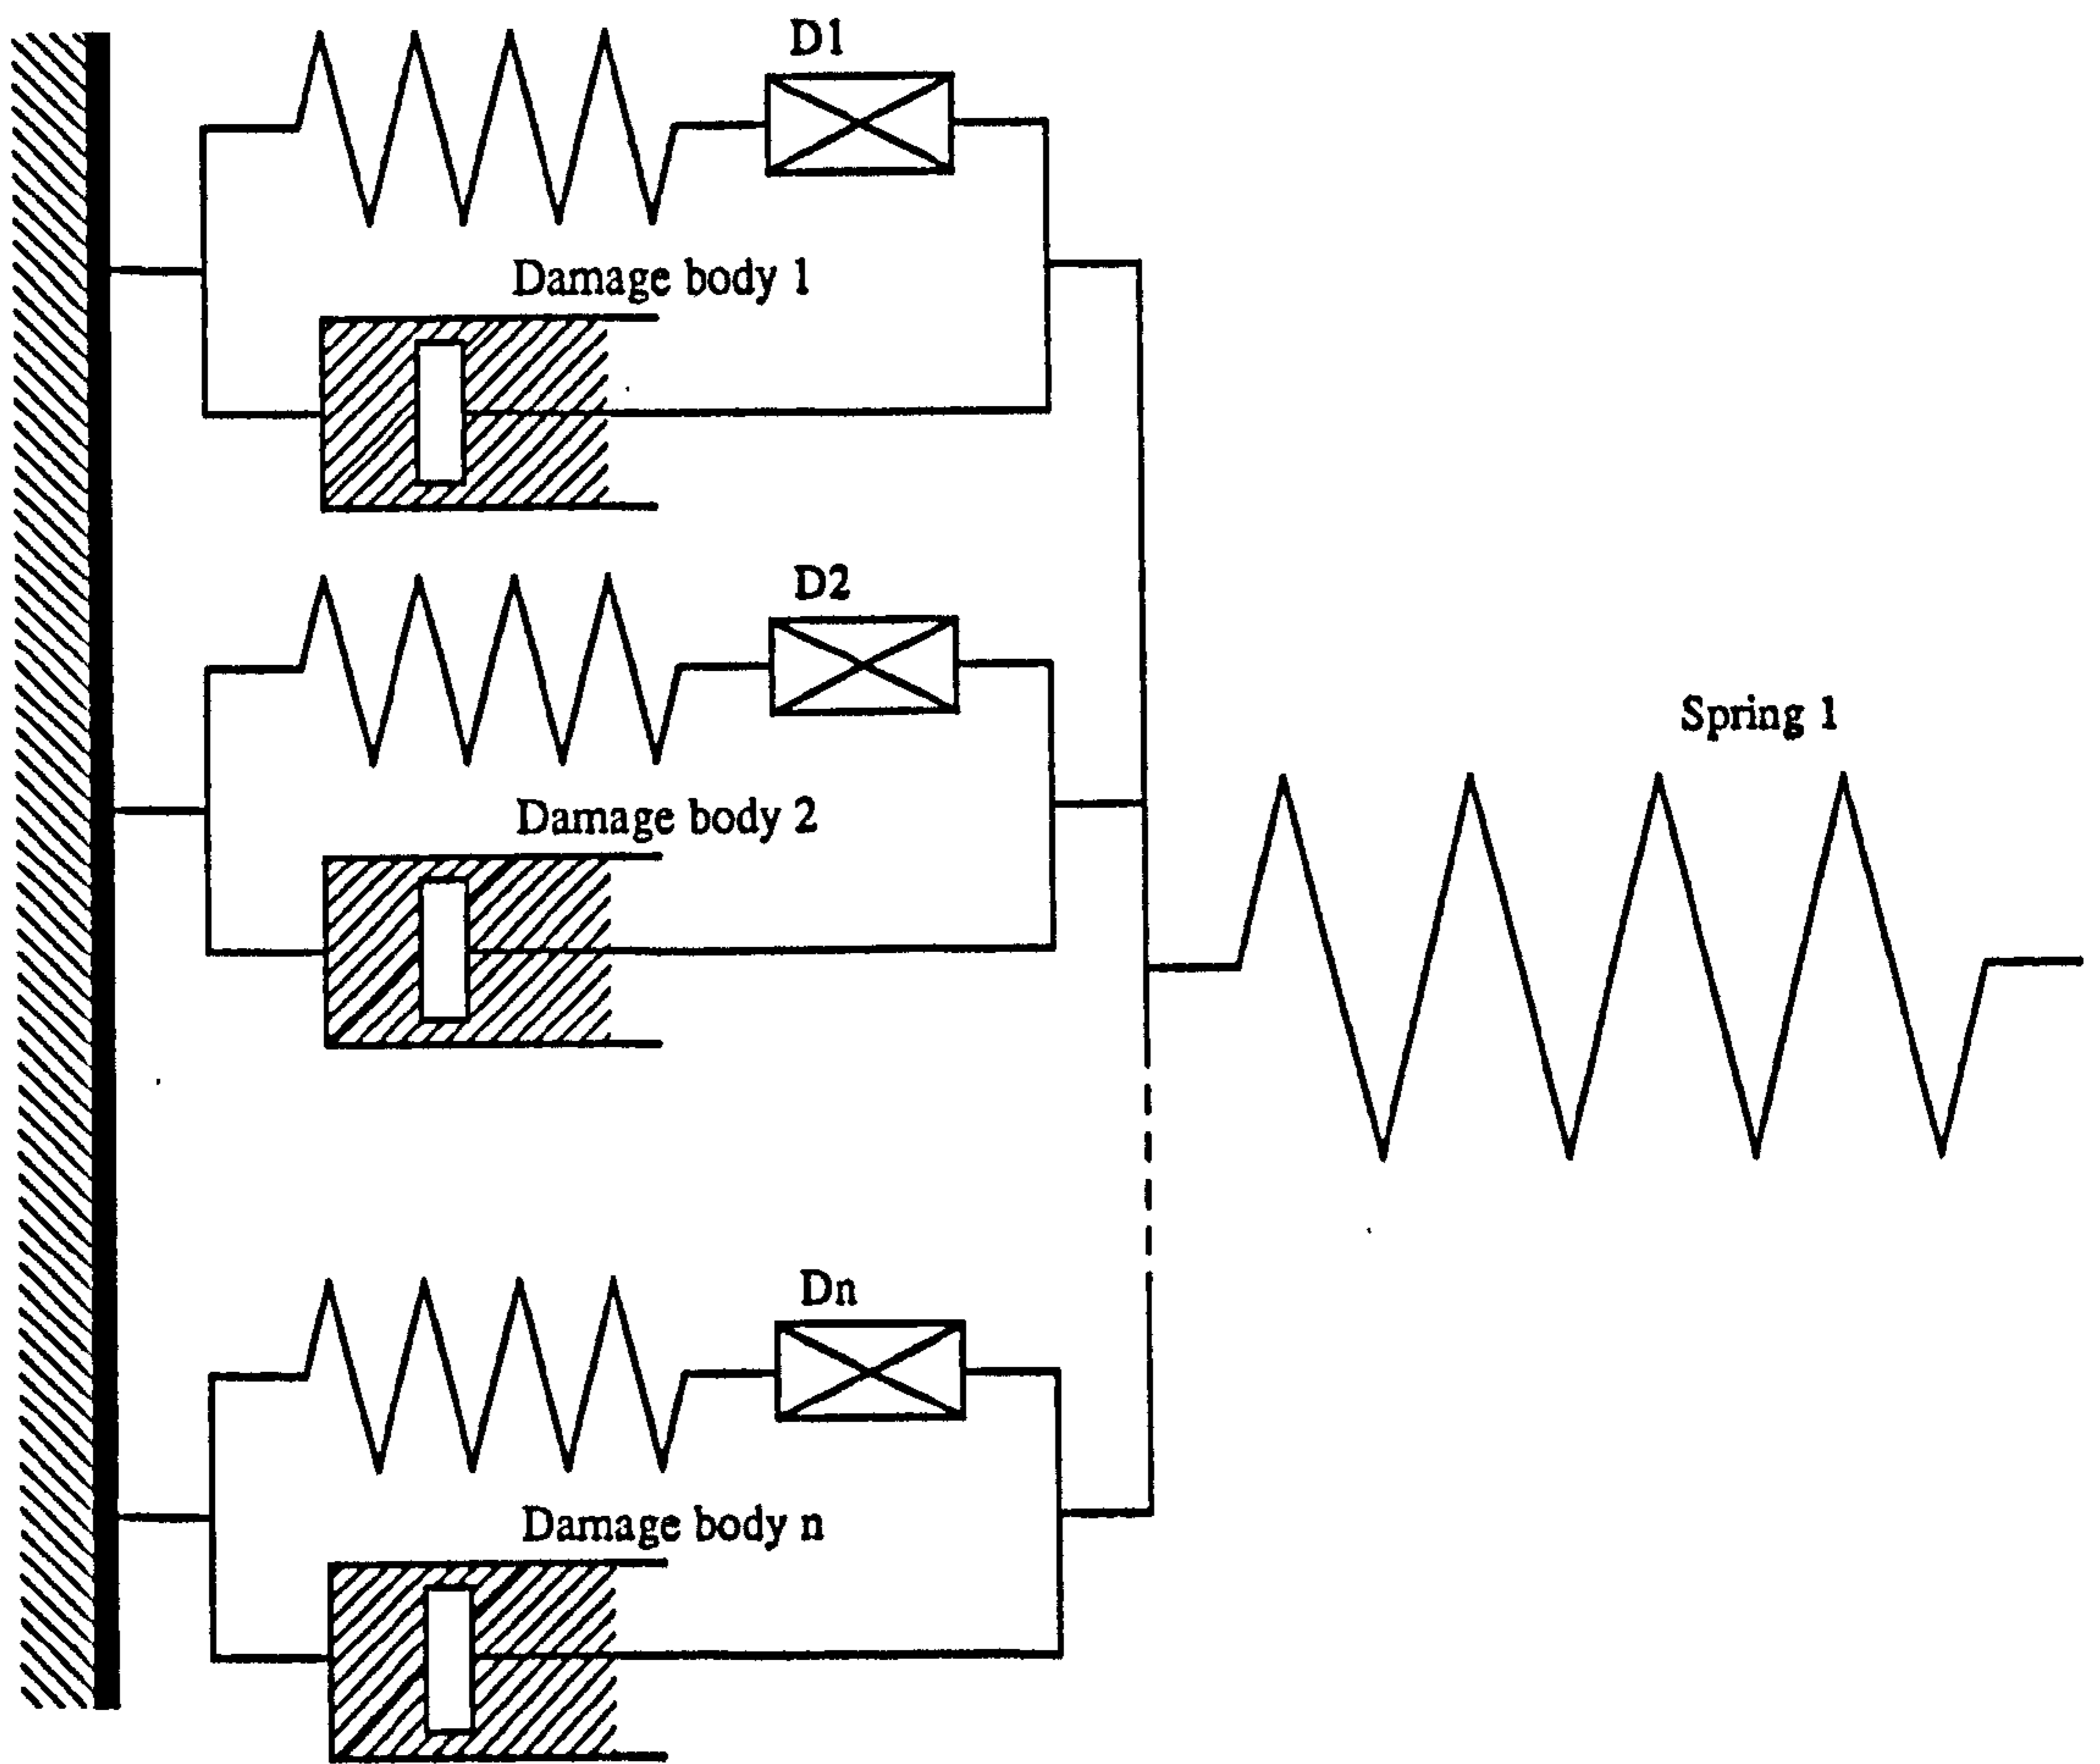 D1
Damage body 1
D2
Spring 1
Damage body 2
Dn
Damage body n